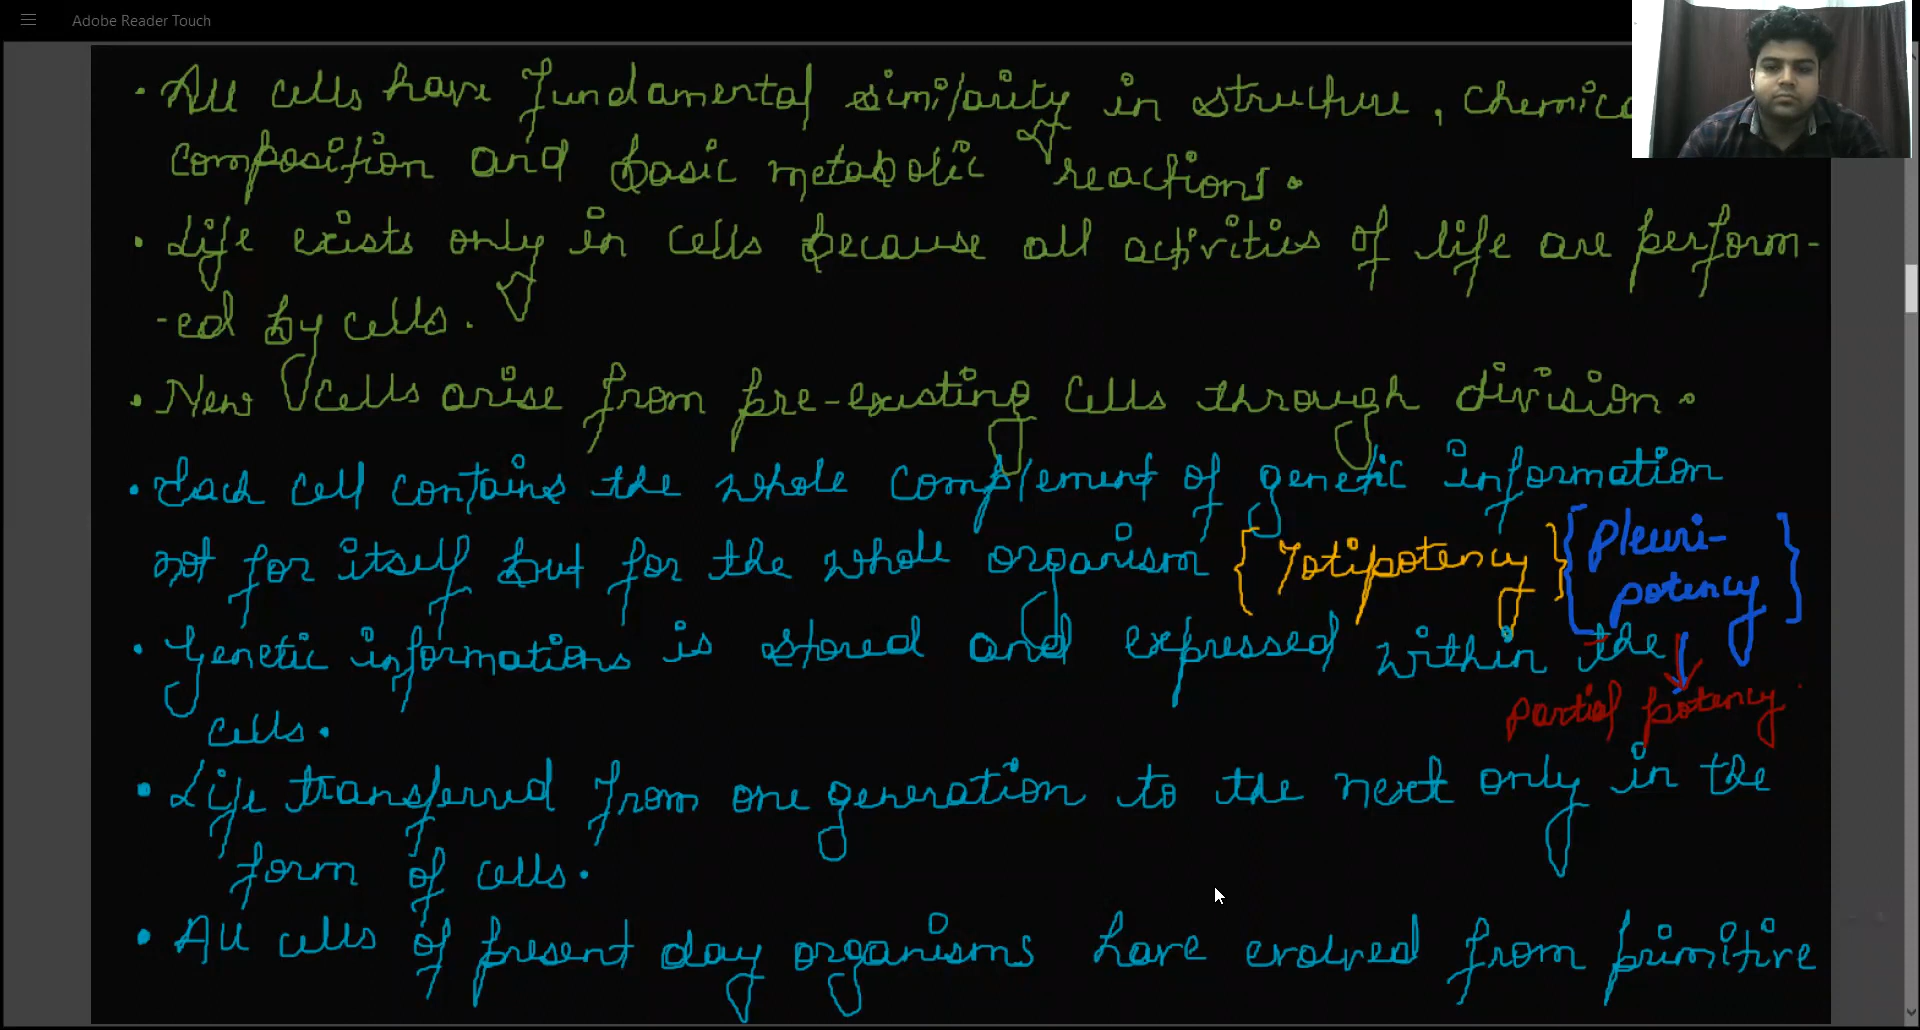 Adobe Reader Touch
• All cells have fundamental similarity in structure, chemica
composition and basic metabolic reactions.
• Life exists only in cells because all activities of life are perform-
-ed by cells.
• New cells arise from pre-existing cells through division.
• Each cell contains the whole complement of genetic information
not for itself but for the whole organism {Totipotency} {Pleuri-
potency}
• Genetic informations is stored and expressed within the
Partial potency
cells.
• Life transferred from one generation to the next only in the
form of cells.
• All cells of present day organisms have evolved from primitive